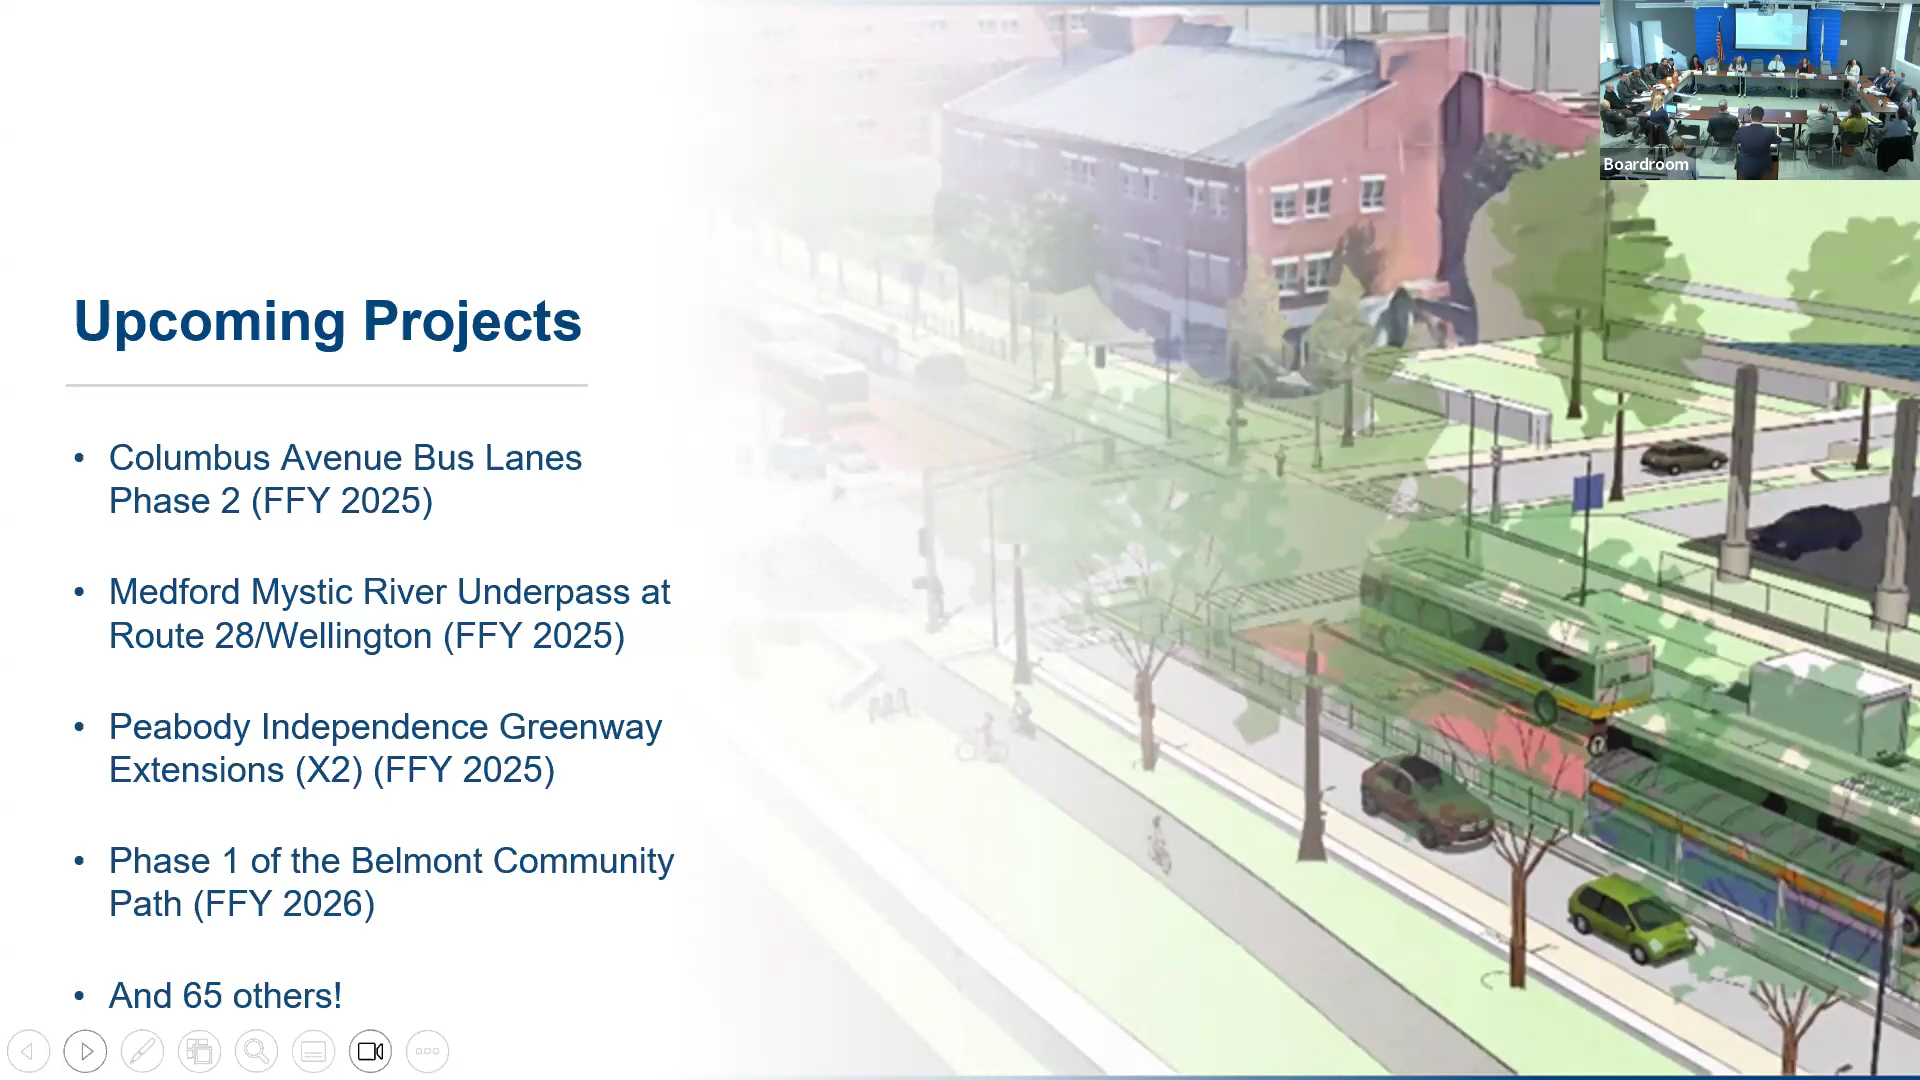 Boardroom
Upcoming Projects
• Columbus Avenue Bus Lanes
Phase 2 (FFY 2025)
• Medford Mystic River Underpass at
Route 28/Wellington (FFY 2025)
• Peabody Independence Greenway
Extensions (X2) (FFY 2025)
• Phase 1 of the Belmont Community
Path (FFY 2026)
• And 65 others!